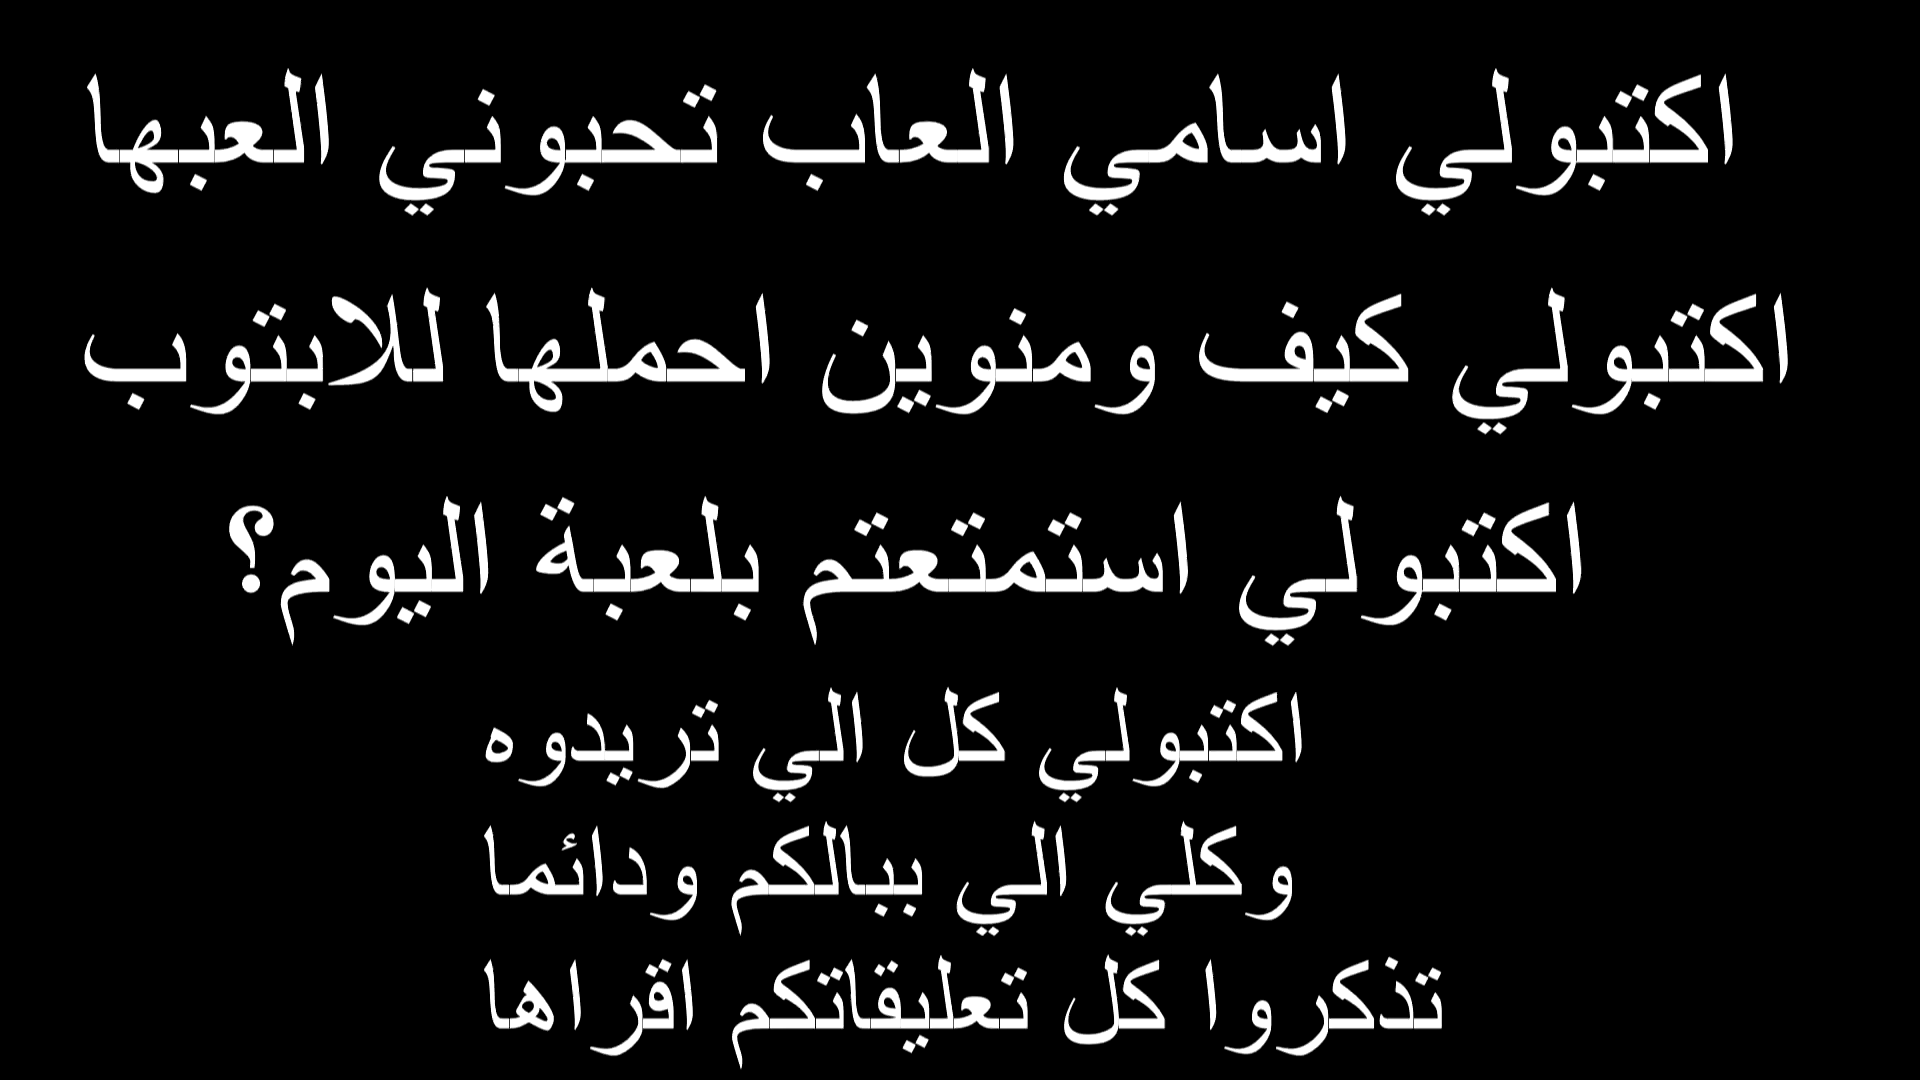 اكتبولي اسامي العاب تحبوني العبها
اكتبولي كيف ومنوين احملها للابتوب
اكتبولي استمتعتم بلعبة اليوم؟
اكتبولي كل الي تريدوه
وكلي الي ببالكم ودائما
تذكروا كل تعليقاتكم اقراها